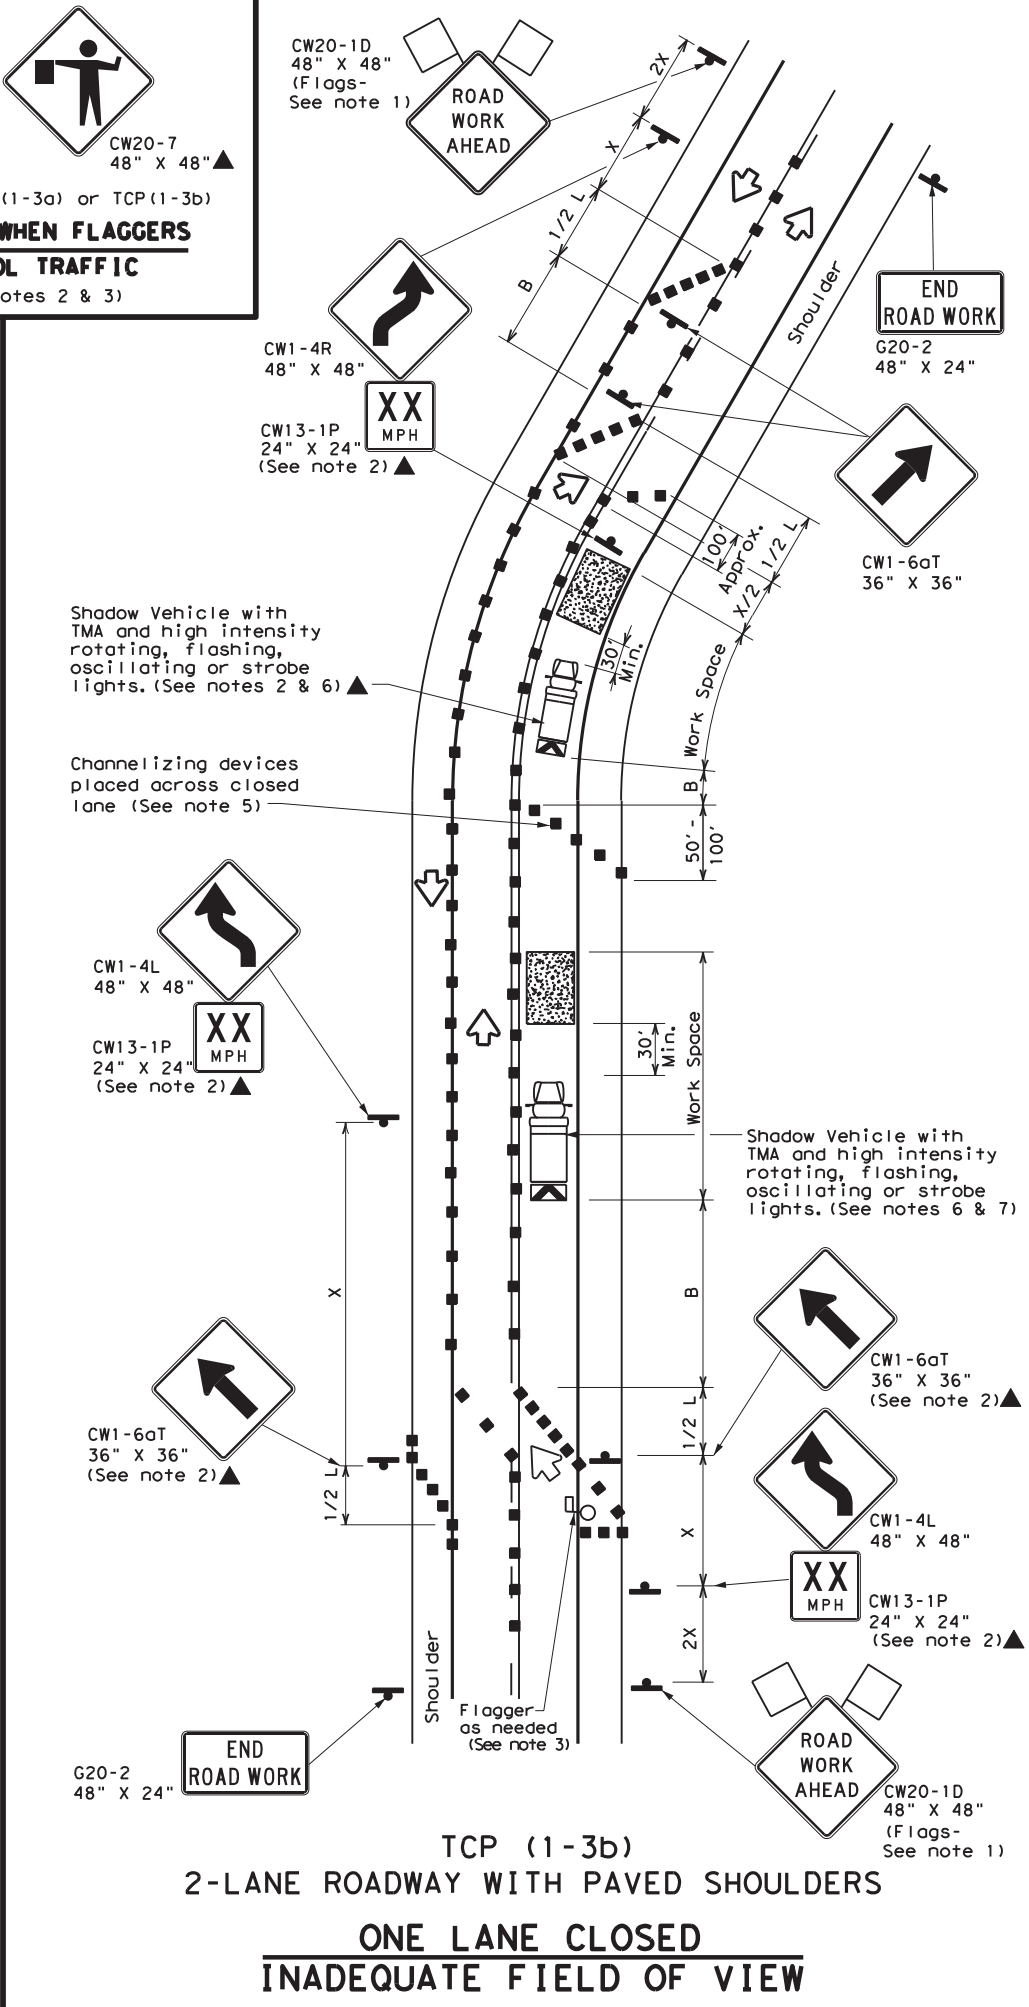 CW20-7
48" X 48"
(1-3a) or TCP(1-3b)
WHEN FLAGGERS
OL TRAFFIC
otes 2 & 3)
CW20-1D
48" X 48"
(Flags-
See note 1)
ROAD
WORK
AHEAD
2X
X
1/2 L
B
CW1-4R
48" X 48"
XX
MPH
CW13-1P
24" X 24"
(See note 2)
Shoulder
END
ROAD WORK
G20-2
48" X 24"
CW1-6aT
36" X 36"
100'
Approx.
1/2 L
X/2
30'
Min.
Work Space
B
50'-
100'
Shadow Vehicle with
TMA and high intensity
rotating, flashing,
oscillating or strobe
lights. (See notes 2 & 6)
Channelizing devices
placed across closed
lane (See note 5)
CW1-4L
48" X 48"
XX
MPH
CW13-1P
24" X 24"
(See note 2)
30'
Min.
Work Space
Shadow Vehicle with
TMA and high intensity
rotating, flashing,
oscillating or strobe
lights. (See notes 6 & 7)
X
B
CW1-6aT
36" X 36"
(See note 2)
1/2 L
CW1-6aT
36" X 36"
(See note 2)
1/2 L
X
CW1-4L
48" X 48"
XX
MPH
CW13-1P
24" X 24"
(See note 2)
2X
Shoulder
Flagger
as needed
(See note 3)
END
ROAD WORK
G20-2
48" X 24"
ROAD
WORK
AHEAD
CW20-1D
48" X 48"
(Flags-
See note 1)
TCP (1-3b)
2-LANE ROADWAY WITH PAVED SHOULDERS
ONE LANE CLOSED
INADEQUATE FIELD OF VIEW